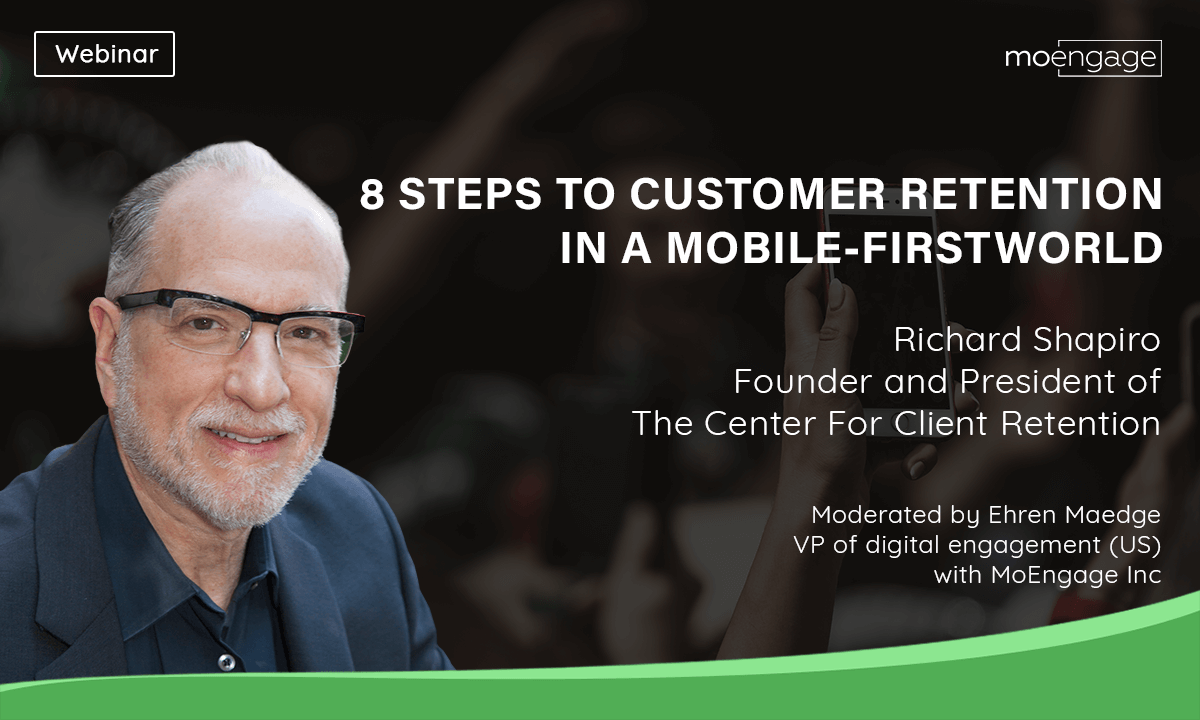 Webinar
moengage
8 STEPS TO CUSTOMER RETENTION
IN A MOBILE-FIRSTWORLD
Richard Shapiro
Founder and President of
The Center For Client Retention
Moderated by Ehren Maedge
VP of digital engagement (US)
with MoEngage Inc